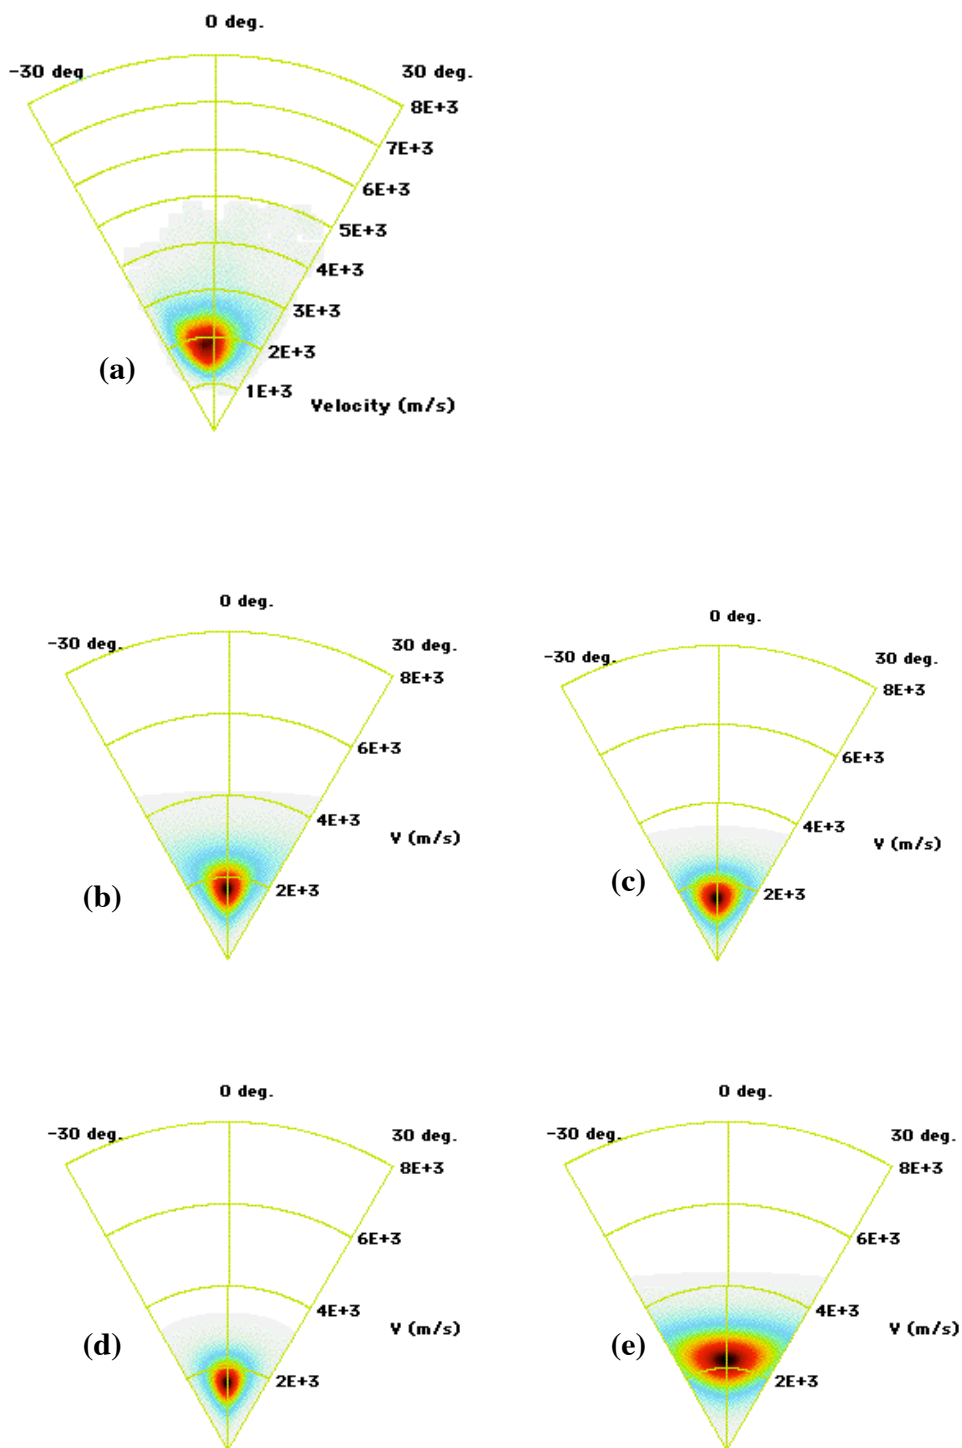 0 deg.
-30 deg
30 deg.
8E+3
7E+3
6E+3
5E+3
4E+3
3E+3
2E+3
(a)
1E+3
Velocity (m/s)
0 deg.
-30 deg.
30 deg.
8E+3
6E+3
4E+3
V (m/s)
2E+3
(b)
0 deg.
-30 deg.
30 deg.
8E+3
6E+3
4E+3
V (m/s)
(c)
2E+3
0 deg.
-30 deg.
30 deg.
8E+3
6E+3
4E+3
V (m/s)
(d)
2E+3
0 deg.
-30 deg.
30 deg.
8E+3
6E+3
4E+3
V (m/s)
(e)
2E+3